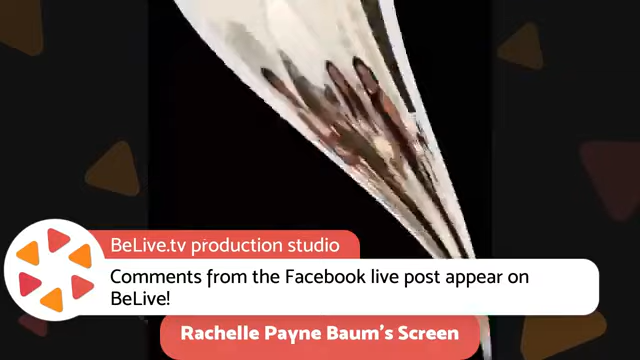 BeLive.tv production studio
Comments from the Facebook live post appear on
BeLive!
Rachelle Payne Baum's Screen